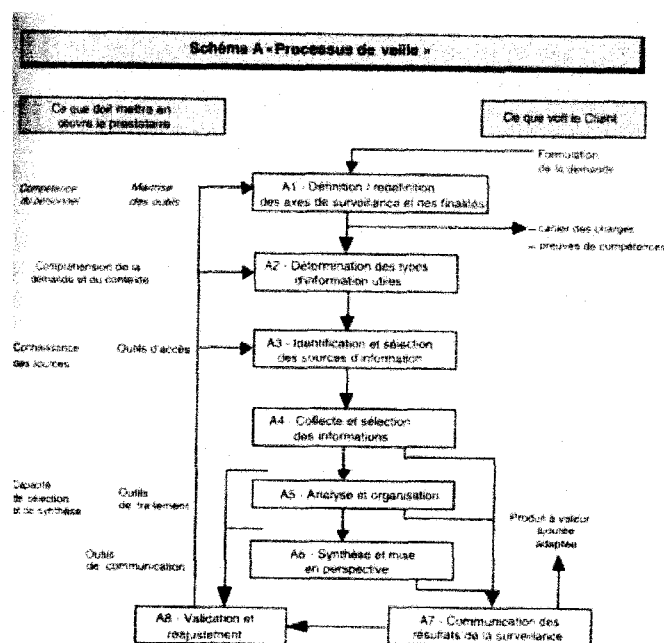 Schéma A «Processus de veille »
Ce que doit mettre en
œuvre le prestataire
Ce que voit le Client
Formulation
de la demande
Compétence
du personnel
Maîtrise
des outils
A1 - Définition / redéfinition
des axes de surveillance et des finalités
– cahier des charges
– preuves de compétences
Compréhension de la
demande et du contexte
A2 - Détermination des types
d'information utiles
Connaissance
des sources
Outils d'accès
A3 - Identification et sélection
des sources d'information
A4 - Collecte et sélection
des informations
Capacité
de sélection
et de synthèse
Outils
de traitement
A5 - Analyse et organisation
Produit à valeur
ajoutée
adaptée
Outils
de communication
A6 - Synthèse et mise
en perspective
A8 - Validation et
réajustement
A7 - Communication des
résultats de la surveillance